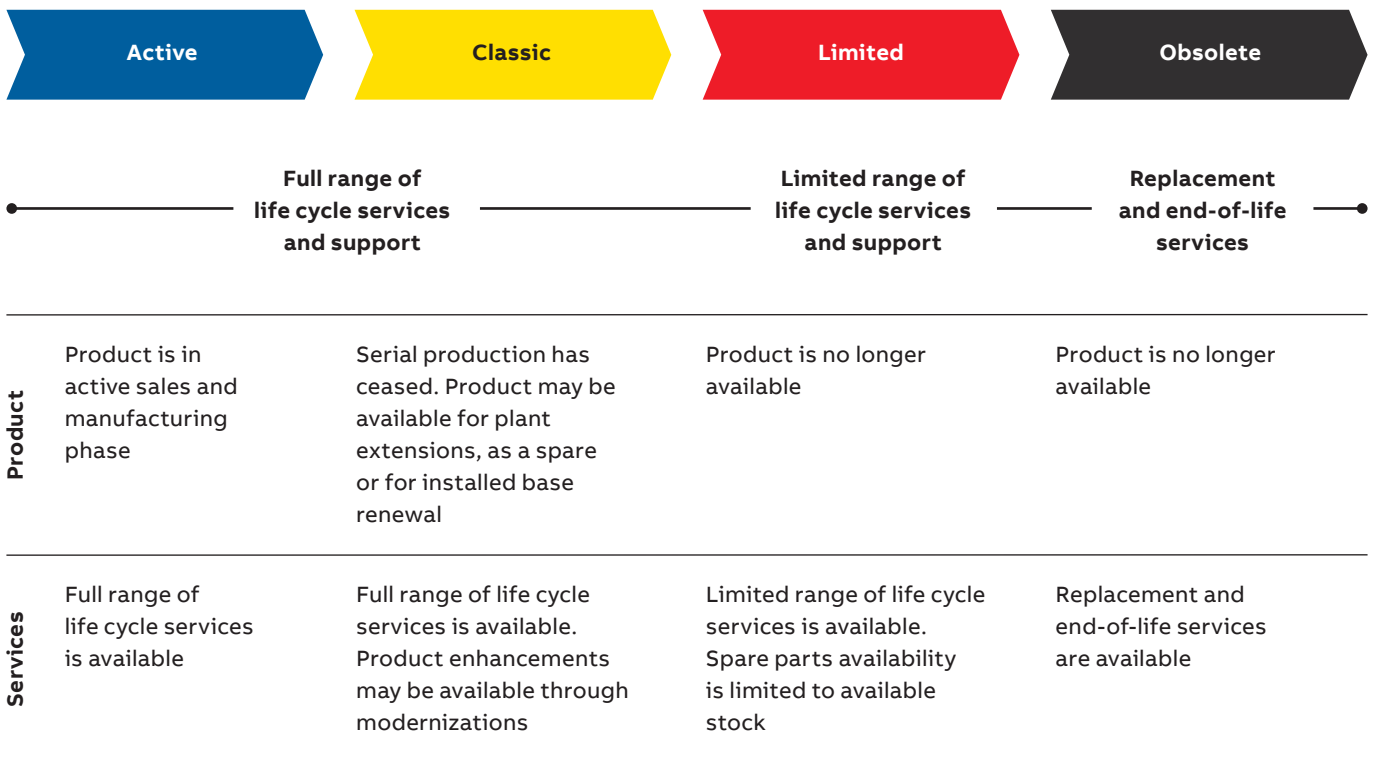 Active
Classic
Limited
Obsolete
Full range of
life cycle services
and support
Limited range of
life cycle services
and support
Replacement
and end-of-life
services
Product
Product is in
active sales and
manufacturing
phase
Serial production has
ceased. Product may be
available for plant
extensions, as a spare
or for installed base
renewal
Product is no longer
available
Product is no longer
available
Services
Full range of
life cycle services
is available
Full range of life cycle
services is available.
Product enhancements
may be available through
modernizations
Limited range of life cycle
services is available.
Spare parts availability
is limited to available
stock
Replacement and
end-of-life services
are available